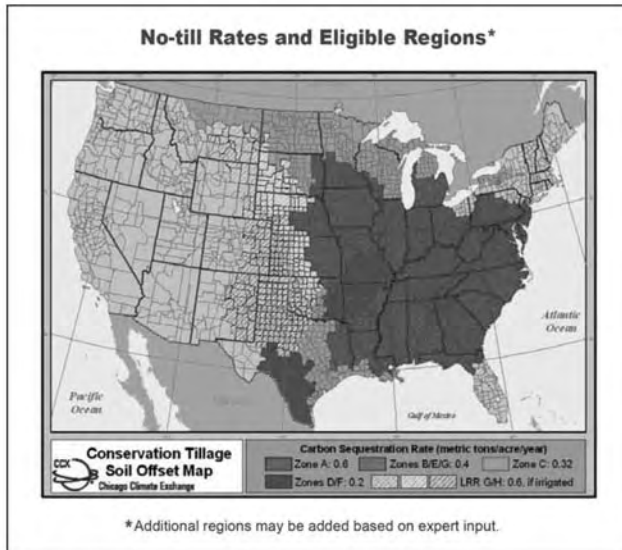 No-till Rates and Eligible Regions*
Atlantic
Ocean
Pacific
Ocean
Gulf of Mexico
CCX
Conservation Tillage
Soil Offset Map
Chicago Climate Exchange
Carbon Sequestration Rate (metric tons/acre/year)
Zone A: 0.6
Zones B/E/G: 0.4
Zone C: 0.32
Zones D/F: 0.2
LRR G/H: 0.6, if irrigated
*Additional regions may be added based on expert input.